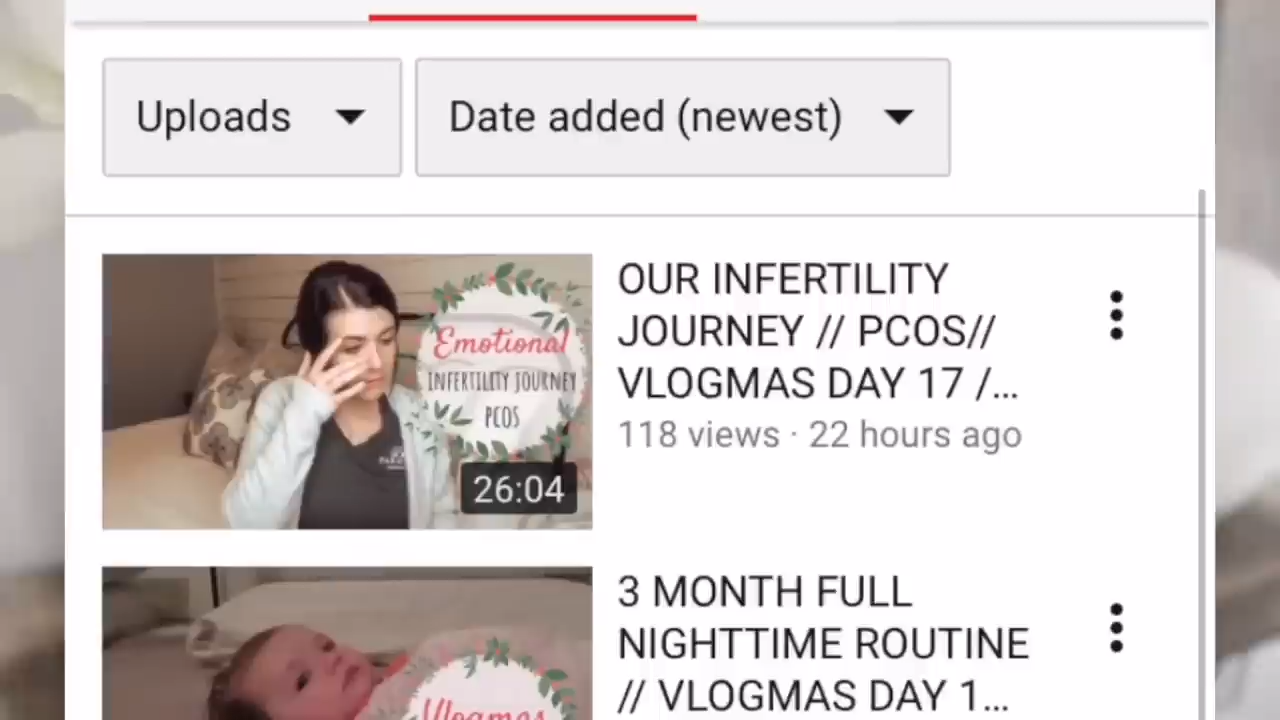 Uploads
Date added (newest)
Emotional
INFERTILITY JOURNEY
PCOS
26:04
OUR INFERTILITY
JOURNEY // PCOS//
VLOGMAS DAY 17 /...
118 views · 22 hours ago
3 MONTH FULL
NIGHTTIME ROUTINE
// VLOGMAS DAY 1...
Vlogmas